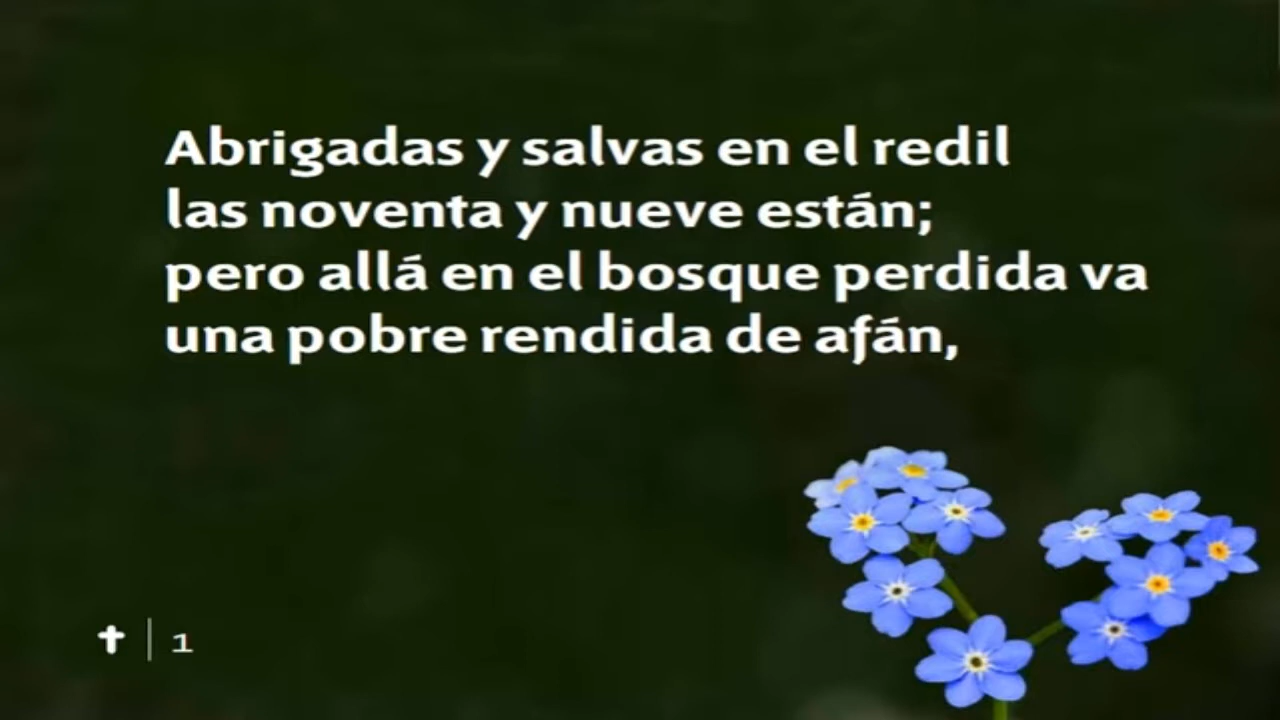 Abrigadas y salvas en el redil
las noventa y nueve están;
pero allá en el bosque perdida va
una pobre rendida de afán,
1